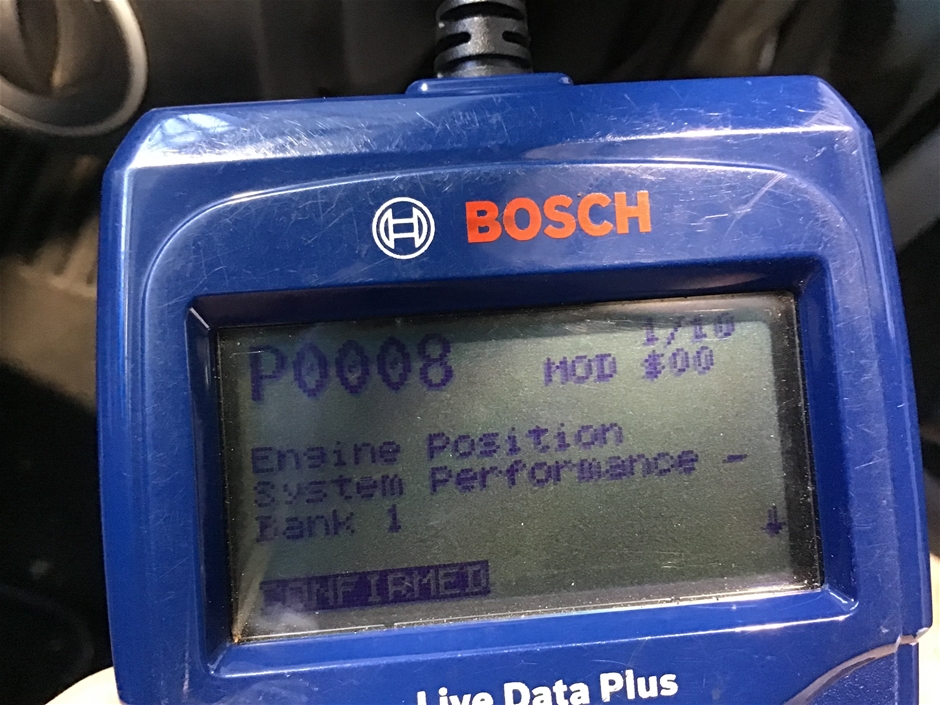 BOSCH
1/10
P0008 MOD $00
Engine Position
System Performance -
Bank 1
CONFIRMED
Live Data Plus